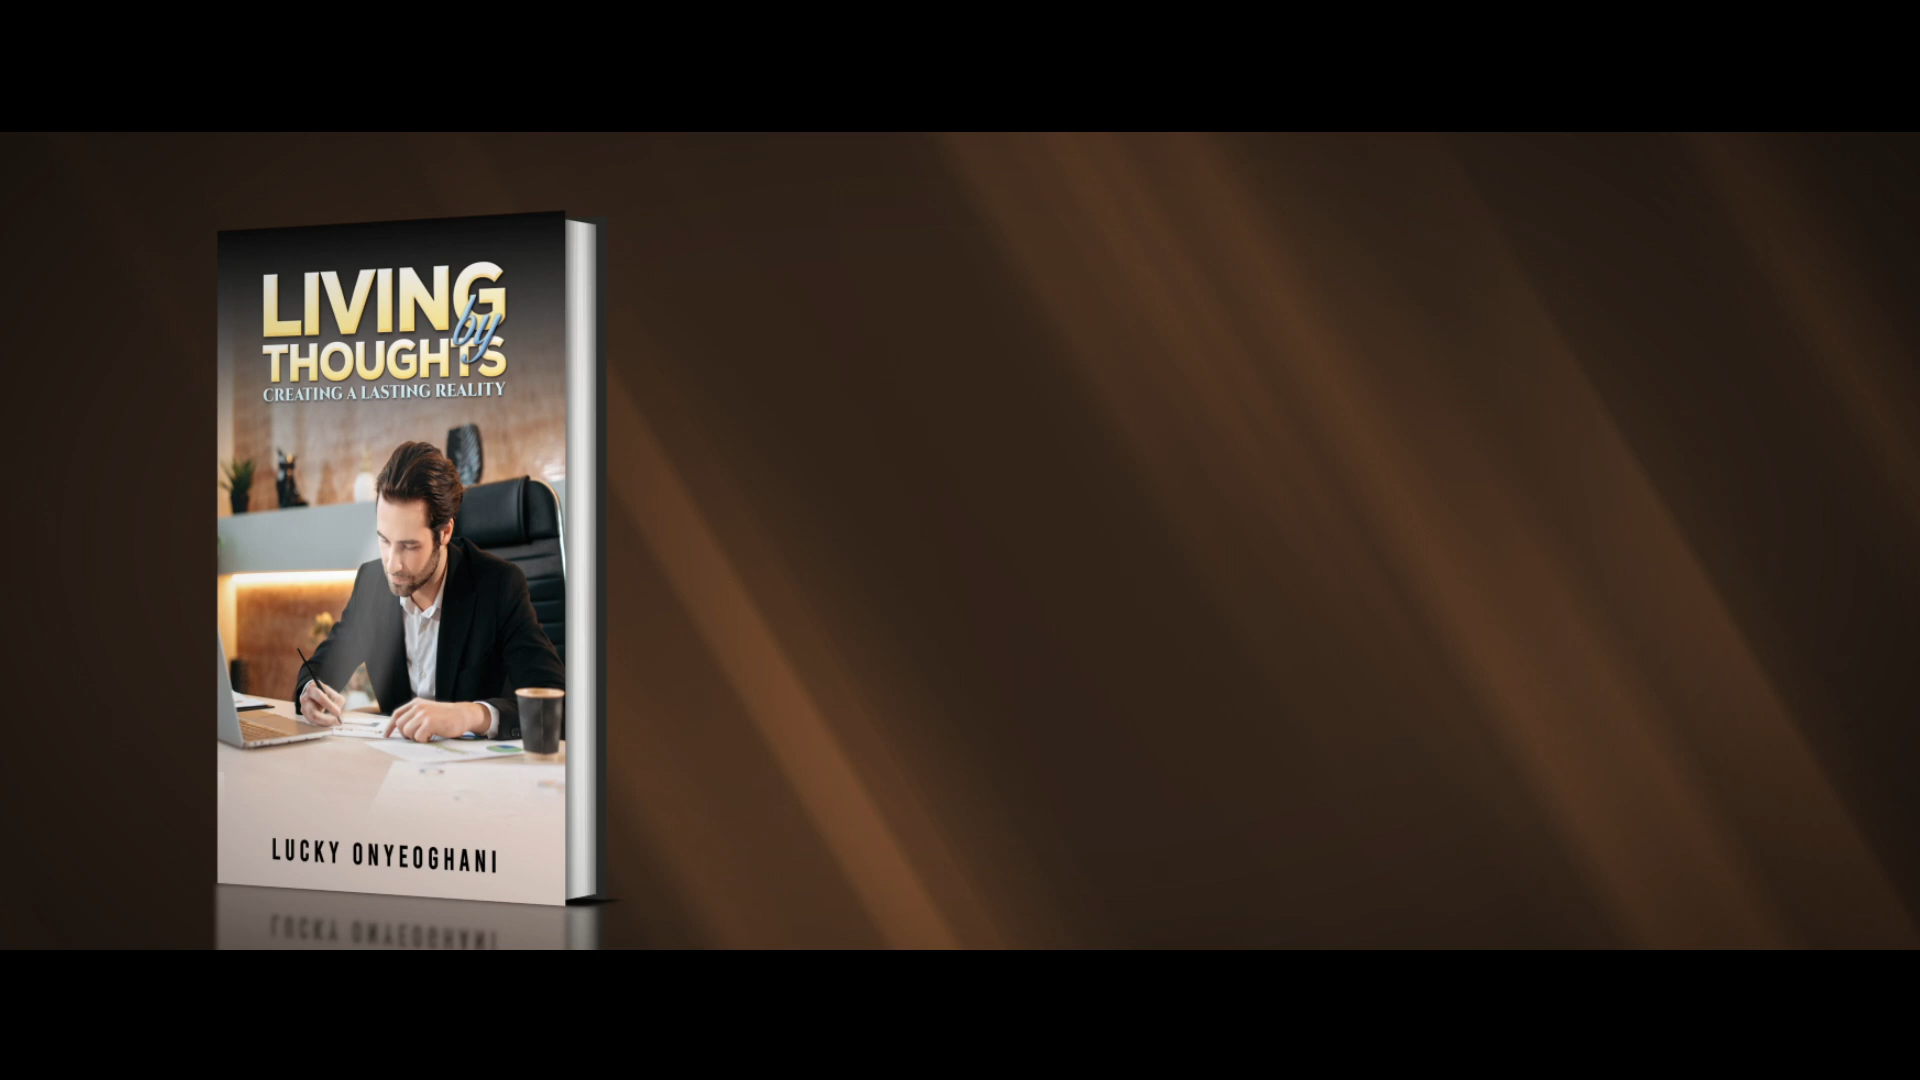 LIVING
by
THOUGHTS
CREATING A LASTING REALITY
LUCKY ONYEOGHANI